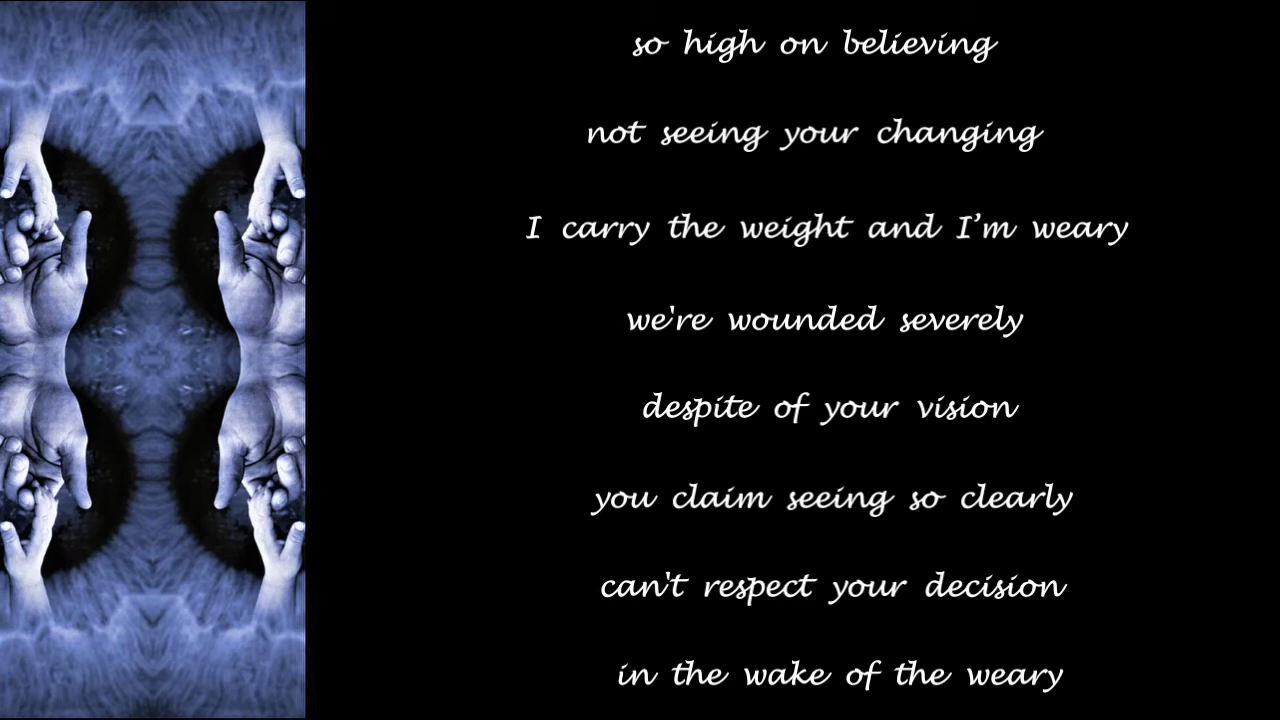 so high on believing
not seeing your changing
I carry the weight and I’m weary
we're wounded severely
despite of your vision
you claim seeing so clearly
can't respect your decision
in the wake of the weary